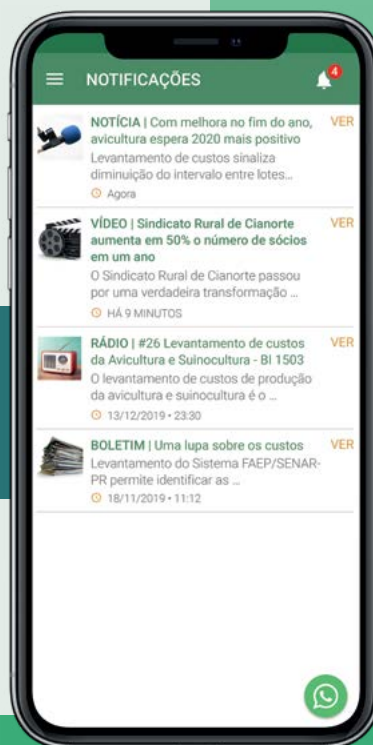 NOTIFICAÇÕES
4
NOTÍCIA | Com melhora no fim do ano, VER
avicultura espera 2020 mais positivo
Levantamento de custos sinaliza
diminuição do intervalo entre lotes...
Agora
VÍDEO | Sindicato Rural de Cianorte VER
aumenta em 50% o número de sócios
em um ano
O Sindicato Rural de Cianorte passou
por uma verdadeira transformação ...
HÁ 9 MINUTOS
RÁDIO | #26 Levantamento de custos VER
da Avicultura e Suinocultura - BI 1503
O levantamento de custos de produção
da avicultura e suinocultura é o ...
13/12/2019 • 23:30
BOLETIM | Uma lupa sobre os custos VER
Levantamento do Sistema FAEP/SENAR-
PR permite identificar as ...
18/11/2019 • 11:12